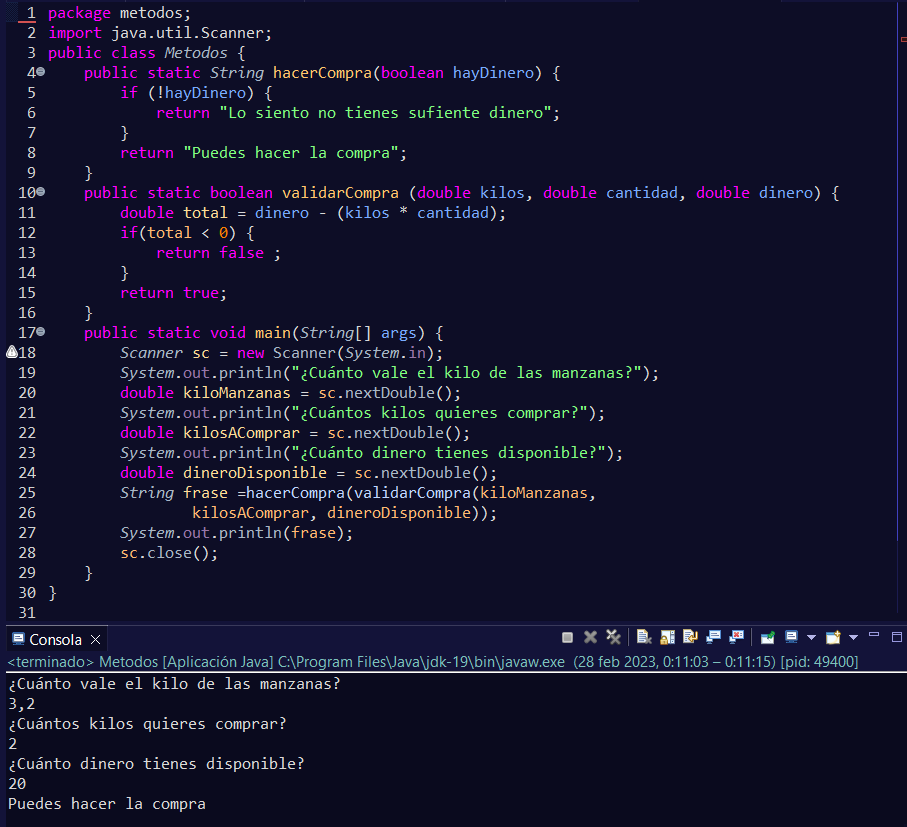 1 package metodos;
2 import java.util.Scanner;
3 public class Metodos {
4 public static String hacerCompra(boolean hayDinero) {
5 if (!hayDinero) {
6 return "Lo siento no tienes sufiente dinero";
7 }
8 return "Puedes hacer la compra";
9 }
10 public static boolean validarCompra (double kilos, double cantidad, double dinero) {
11 double total = dinero - (kilos * cantidad);
12 if(total < 0) {
13 return false ;
14 }
15 return true;
16 }
17 public static void main(String[] args) {
18 Scanner sc = new Scanner(System.in);
19 System.out.println("¿Cuánto vale el kilo de las manzanas?");
20 double kiloManzanas = sc.nextDouble();
21 System.out.println("¿Cuántos kilos quieres comprar?");
22 double kilosAComprar = sc.nextDouble();
23 System.out.println("¿Cuánto dinero tienes disponible?");
24 double dineroDisponible = sc.nextDouble();
25 String frase =hacerCompra(validarCompra(kiloManzanas,
26 kilosAComprar, dineroDisponible));
27 System.out.println(frase);
28 sc.close();
29 }
30 }
31
Consola
<terminado> Metodos [Aplicación Java] C:\Program Files\Java\jdk-19\bin\javaw.exe (28 feb 2023, 0:11:03 – 0:11:15) [pid: 49400]
¿Cuánto vale el kilo de las manzanas?
3,2
¿Cuántos kilos quieres comprar?
2
¿Cuánto dinero tienes disponible?
20
Puedes hacer la compra